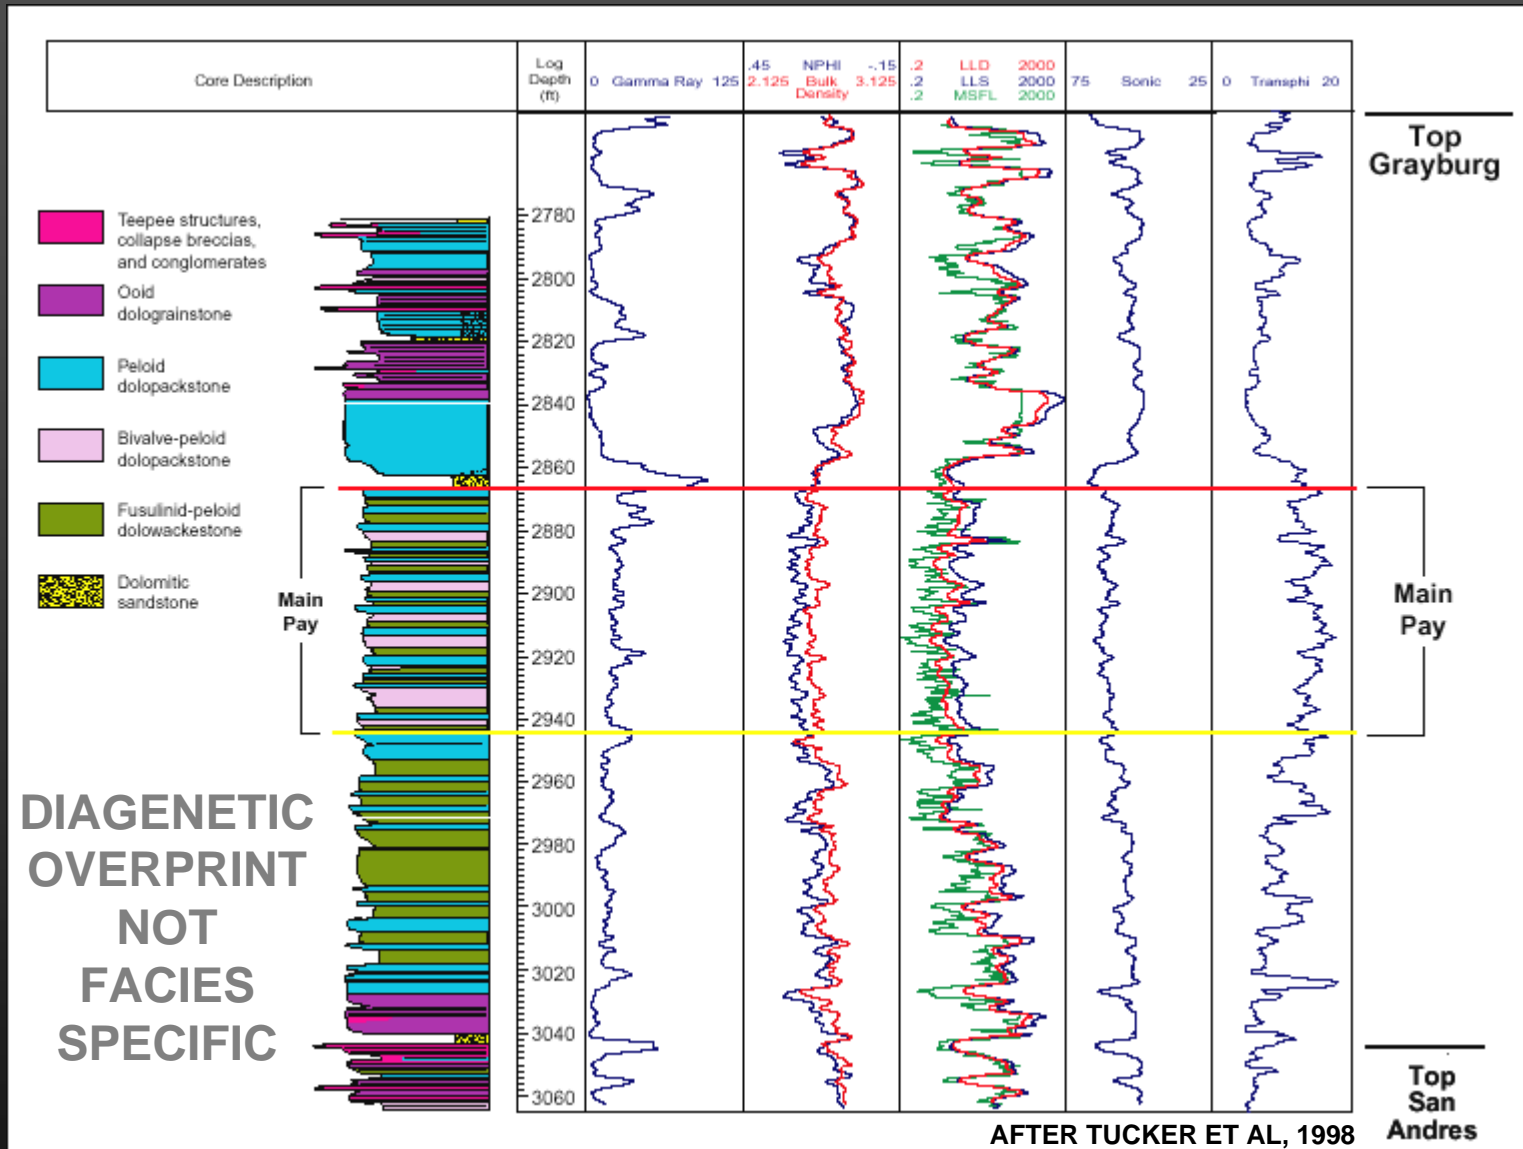 Core Description
Log
Depth
(ft)
0 Gamma Ray 125
.45 NPHI -.15
2.125 Bulk 3.125
Density
.2 LLD 2000
.2 LLS 2000
.2 MSFL 2000
75 Sonic 25
0 Transphi 20
Top
Grayburg
Teepee structures,
collapse breccias,
and conglomerates
Ooid
dolograinstone
Peloid
dolopackstone
Bivalve-peloid
dolopackstone
Fusulinid-peloid
dolowackestone
Dolomitic
sandstone
Main
Pay
2780
2800
2820
2840
2860
2880
2900
2920
2940
2960
2980
3000
3020
3040
3060
Main
Pay
DIAGENETIC
OVERPRINT
NOT
FACIES
SPECIFIC
Top
San
Andres
AFTER TUCKER ET AL, 1998